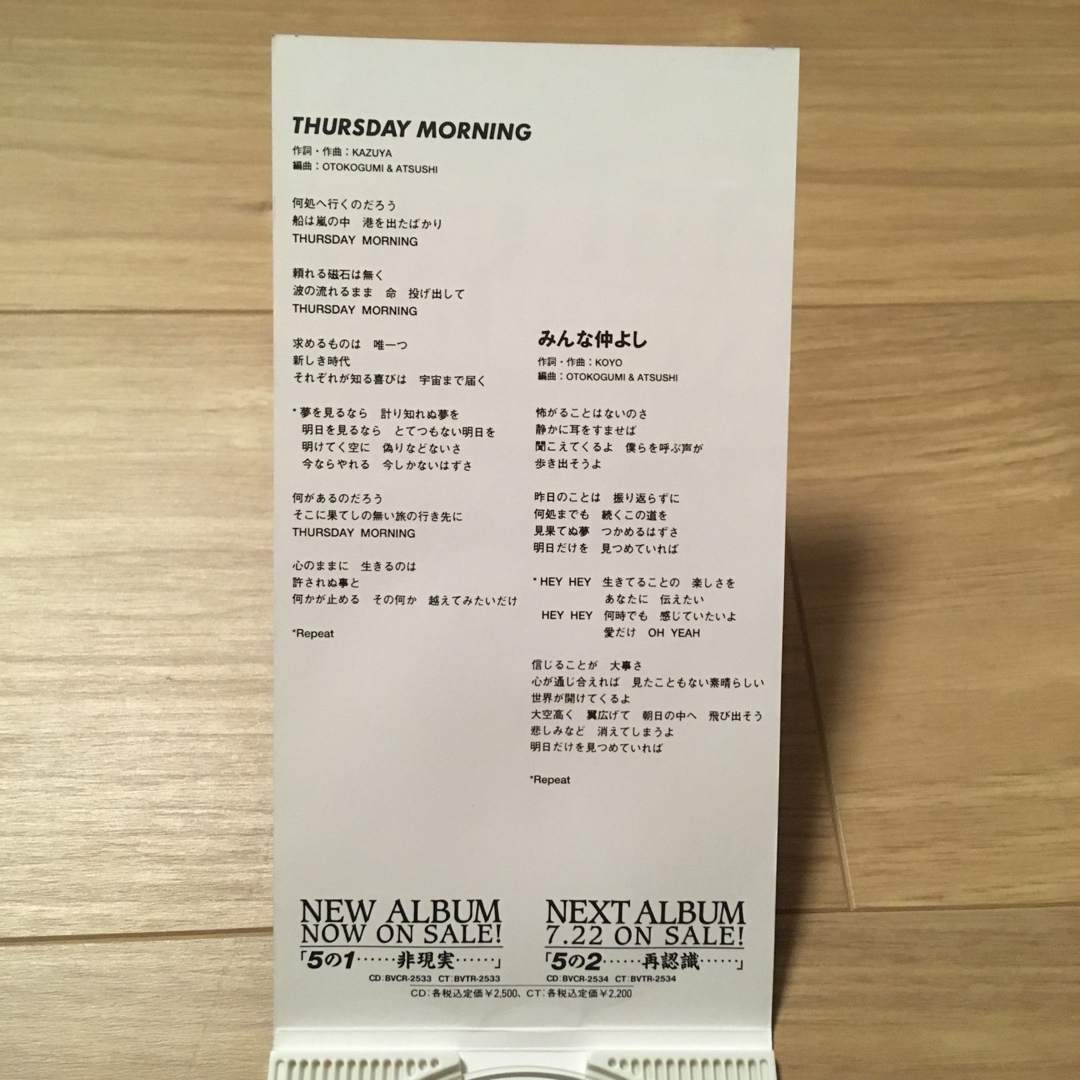 THURSDAY MORNING
作詞・作曲：KAZUYA
編曲：OTOKOGUMI & ATSUSHI
何処へ行くのだろう
船は嵐の中　港を出たばかり
THURSDAY MORNING
頼れる磁石は無く
波の流れるまま　命　投げ出して
THURSDAY MORNING
求めるものは　唯一つ
新しき時代
それぞれが知る喜びは　宇宙まで届く
*夢を見るなら　計り知れぬ夢を
明日を見るなら　とてつもない明日を
明けてく空に　偽りなどないさ
今ならやれる　今しかないはずさ
何があるのだろう
そこに果てしの無い旅の行き先に
THURSDAY MORNING
心のままに　生きるのは
許されぬ事と
何かが止める　その何か　越えてみたいだけ
*Repeat
みんな仲よし
作詞・作曲：KOYO
編曲：OTOKOGUMI & ATSUSHI
怖がることはないのさ
静かに耳をすませば
聞こえてくるよ　僕らを呼ぶ声が
歩き出そうよ
昨日のことは　振り返らずに
何処までも　続くこの道を
見果てぬ夢　つかめるはずさ
明日だけを　見つめていれば
*HEY HEY　生きてることの　楽しさを
あなたに　伝えたい
HEY HEY　何時でも　感じていたいよ
愛だけ　OH YEAH
信じることが　大事さ
心が通じ合えれば　見たこともない素晴らしい
世界が開けてくるよ
大空高く　翼広げて　朝日の中へ　飛び出そう
悲しみなど　消えてしまうよ
明日だけを見つめていれば
*Repeat
NEW ALBUM
NOW ON SALE!
「5の1……非現実……」
CD:BVCR-2533 CT:BVTR-2533
NEXT ALBUM
7.22 ON SALE!
「5の2……再認識……」
CD:BVCR-2534 CT:BVTR-2534
CD:各税込定価￥2,500、CT:各税込定価￥2,200